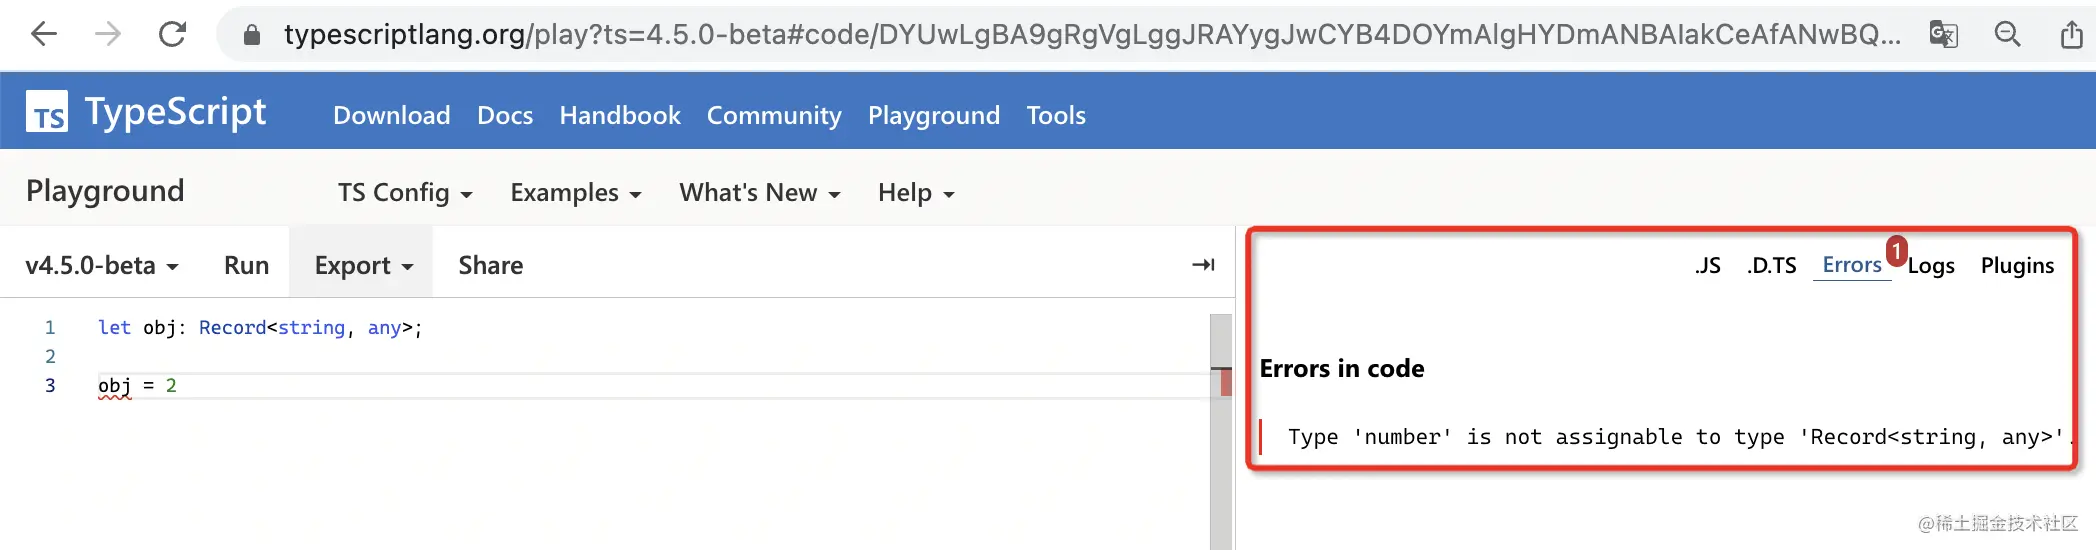 typescriptlang.org/play?ts=4.5.0-beta#code/DYUwLgBA9gRgVgLggJRAYygJwCYB4DOYmAlgHYDmANBAIakCeAfANwBQ...
TS TypeScript Download Docs Handbook Community Playground Tools
Playground TS Config Examples What's New Help
v4.5.0-beta Run Export Share .JS .D.TS Errors 1 Logs Plugins
1 let obj: Record<string, any>;
2
3 obj = 2
Errors in code
Type 'number' is not assignable to type 'Record<string, any>'.
@稀土掘金技术社区